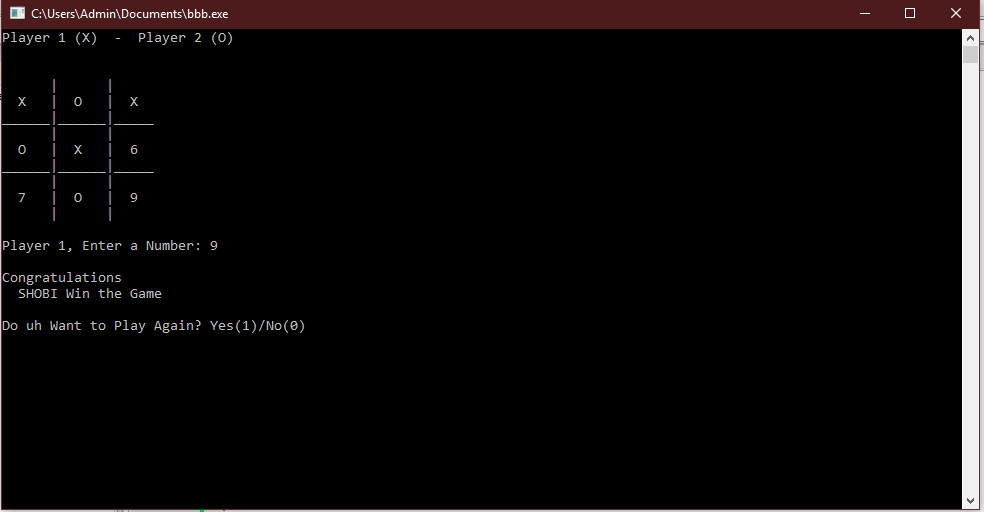 C:\Users\Admin\Documents\bbb.exe
Player 1 (X)  -  Player 2 (O)
X | O | X
O | X | 6
7 | O | 9
Player 1, Enter a Number: 9
Congratulations
SHOBI Win the Game
Do uh Want to Play Again? Yes(1)/No(0)